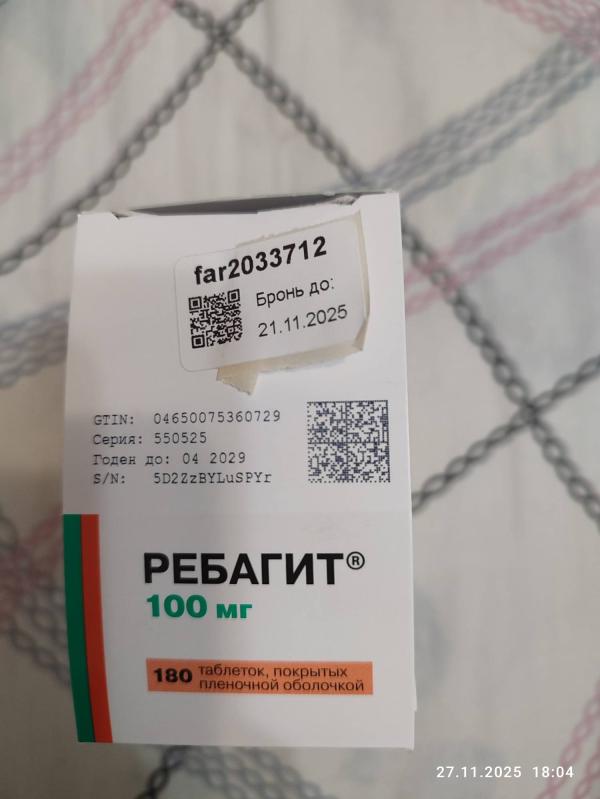 far2033712
Бронь до:
21.11.2025
GTIN: 04650075360729
Серия: 550525
Годен до: 04 2029
S/N: 5D2ZzBYLuSPYr
РЕБАГИТ®
100 мг
180 таблеток, покрытых
пленочной оболочкой
27.11.2025 18:04